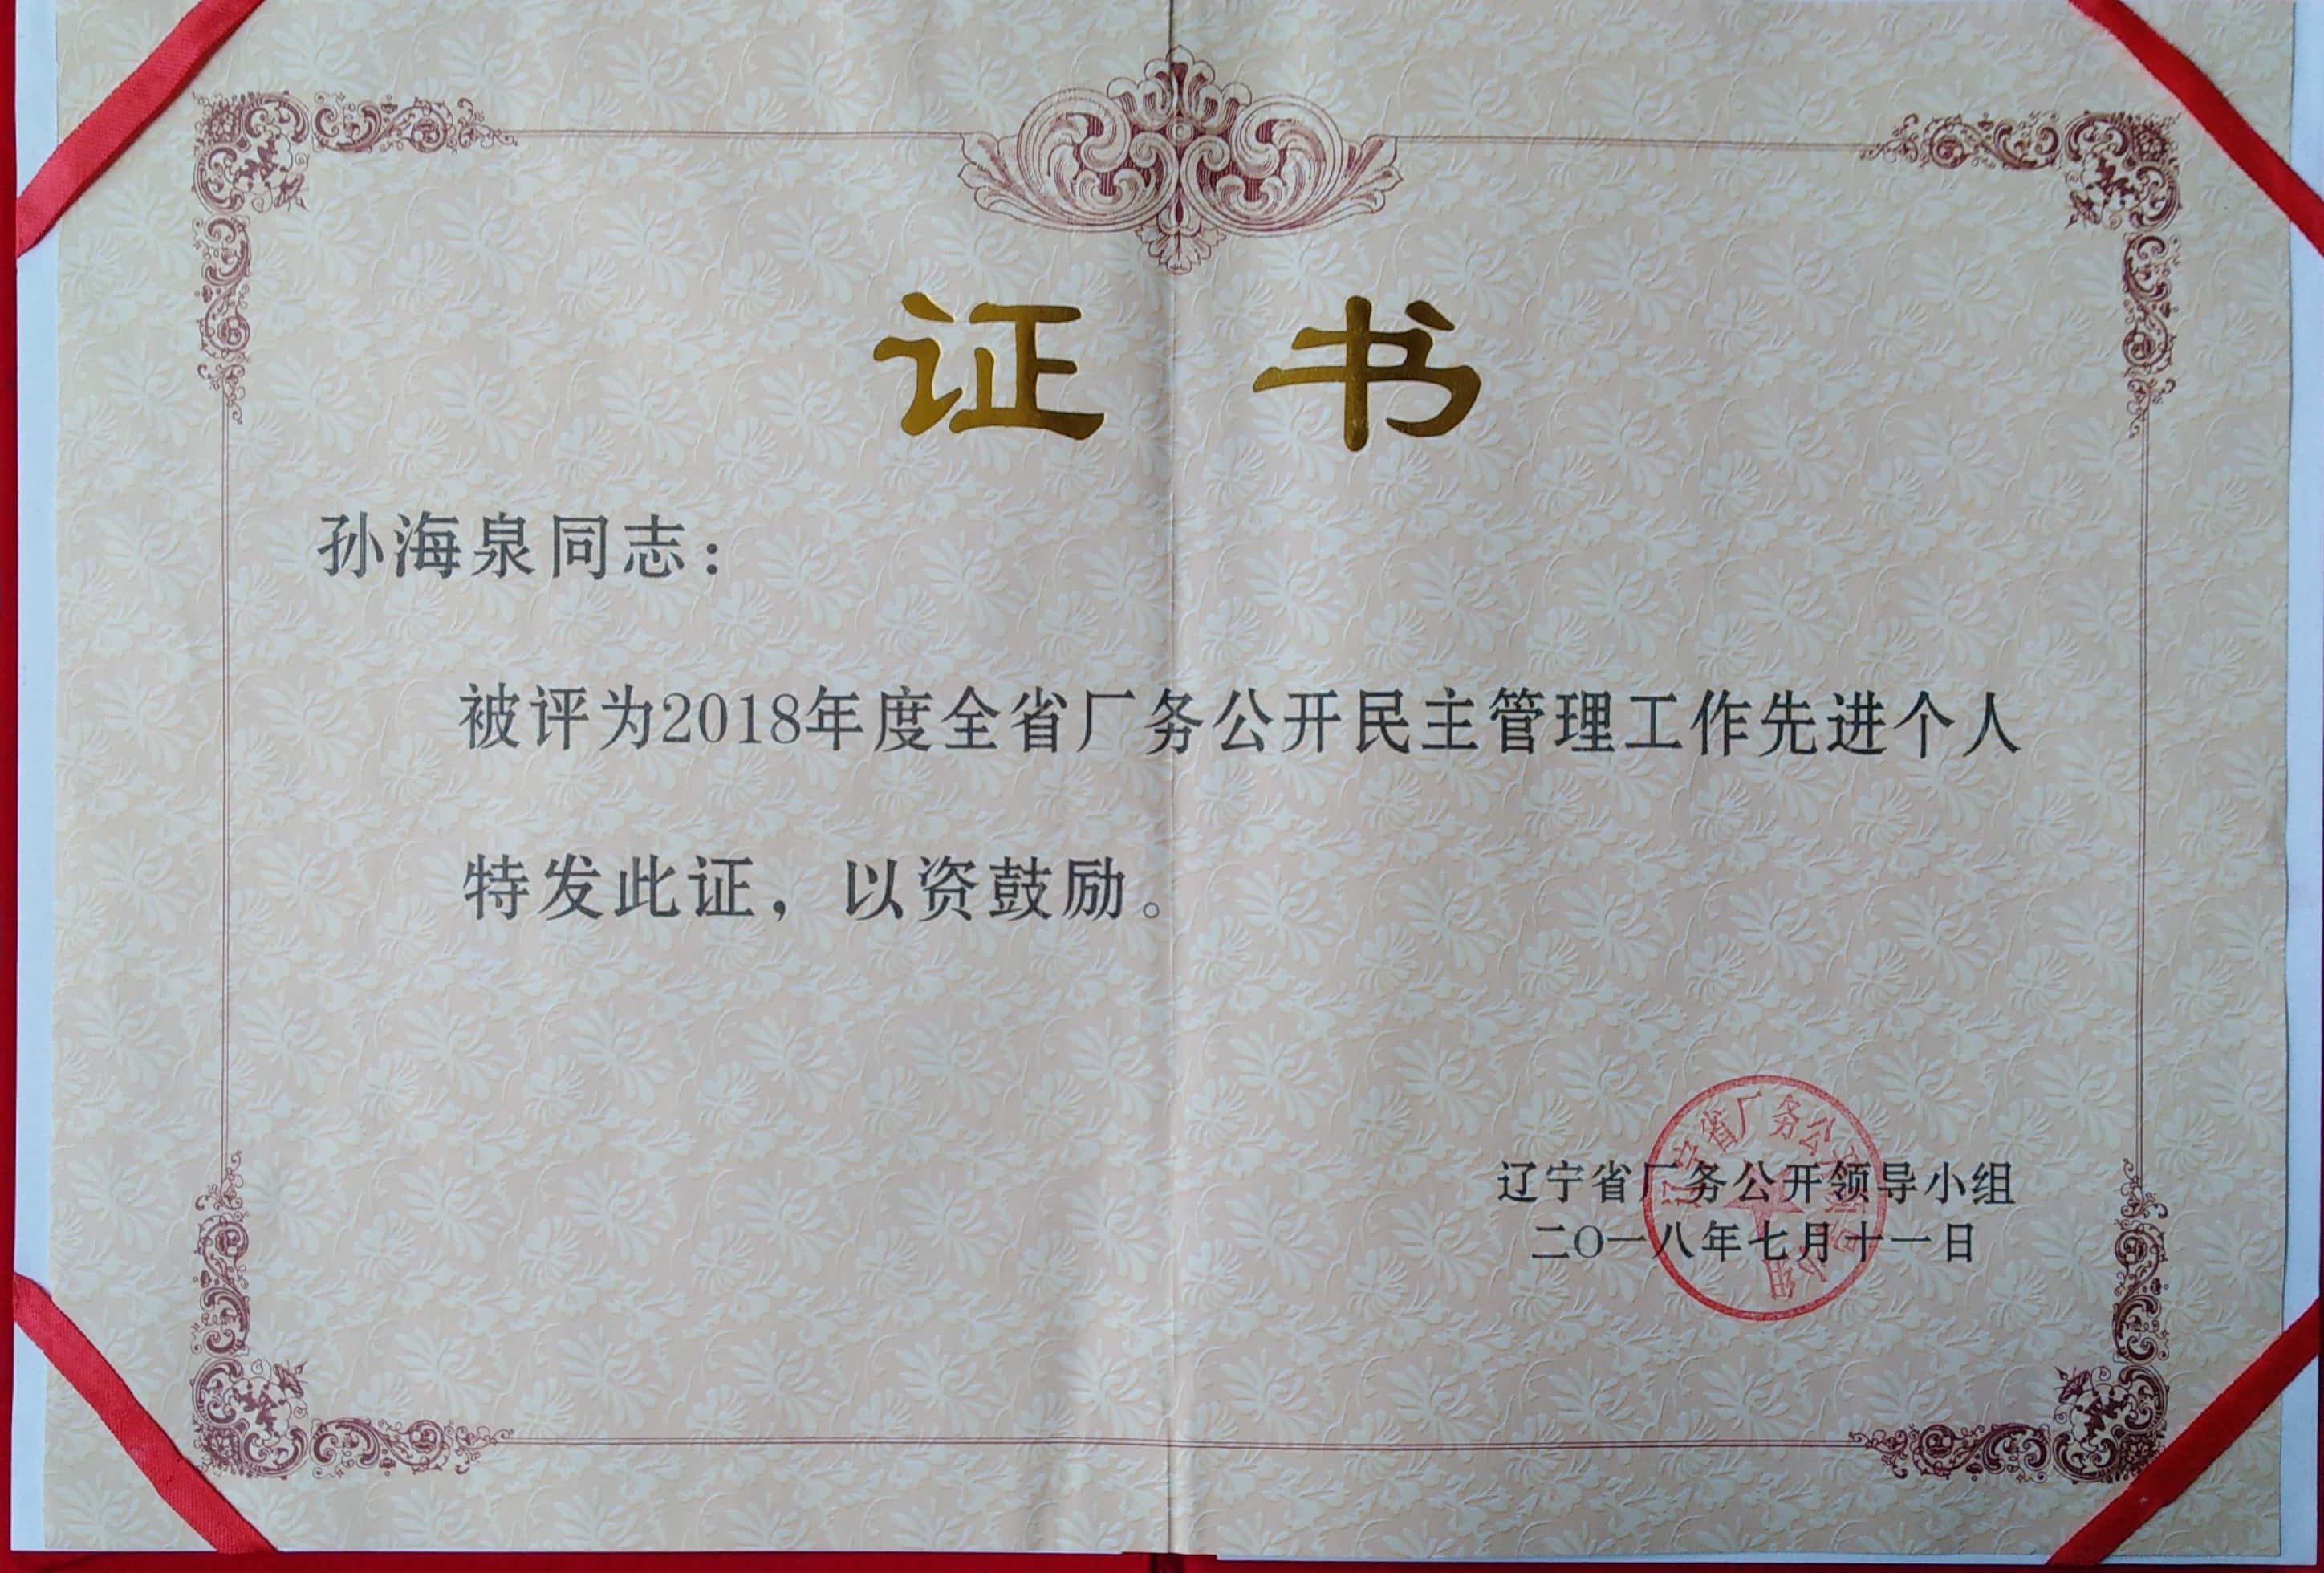 证书
孙海泉同志：
被评为2018年度全省厂务公开民主管理工作先进个人
特发此证，以资鼓励。
辽宁省厂务公开领导小组
二〇一八年七月十一日